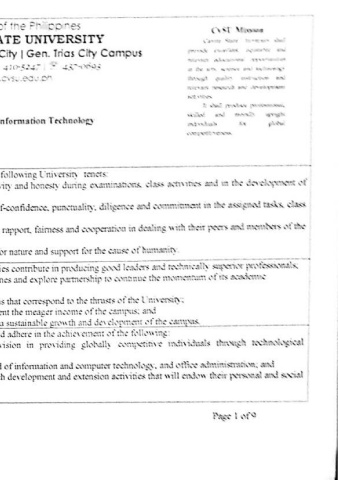 of the Philippines
ATE UNIVERSITY
City | Gen. Trias City Campus
CvSU Mission
Cavite State University shall
provide excellent, equitable and
relevant educational opportunities
in the arts, science and technology
through quality instruction and
relevant research and development
activities.
It shall produce professional,
skilled and morally upright
individuals for global
competitiveness.
nformation Technology
following University tenets:
vity and honesty during examinations, class activities and in the development of
f-confidence, punctuality, diligence and commitment in the assigned tasks, class
rapport, fairness and cooperation in dealing with their peers and members of the
or nature and support for the cause of humanity.
ies contribute in producing good leaders and technically superior professionals;
nes and explore partnership to continue the momentum of its academic
s that correspond to the thrusts of the University;
ent the meager income of the campus; and
a sustainable growth and development of the campus.
d adhere in the achievement of the following:
vision in providing globally competitive individuals through technological
d of information and computer technology, and office administration; and
h development and extension activities that will endow their personal and social
Page 1 of 9